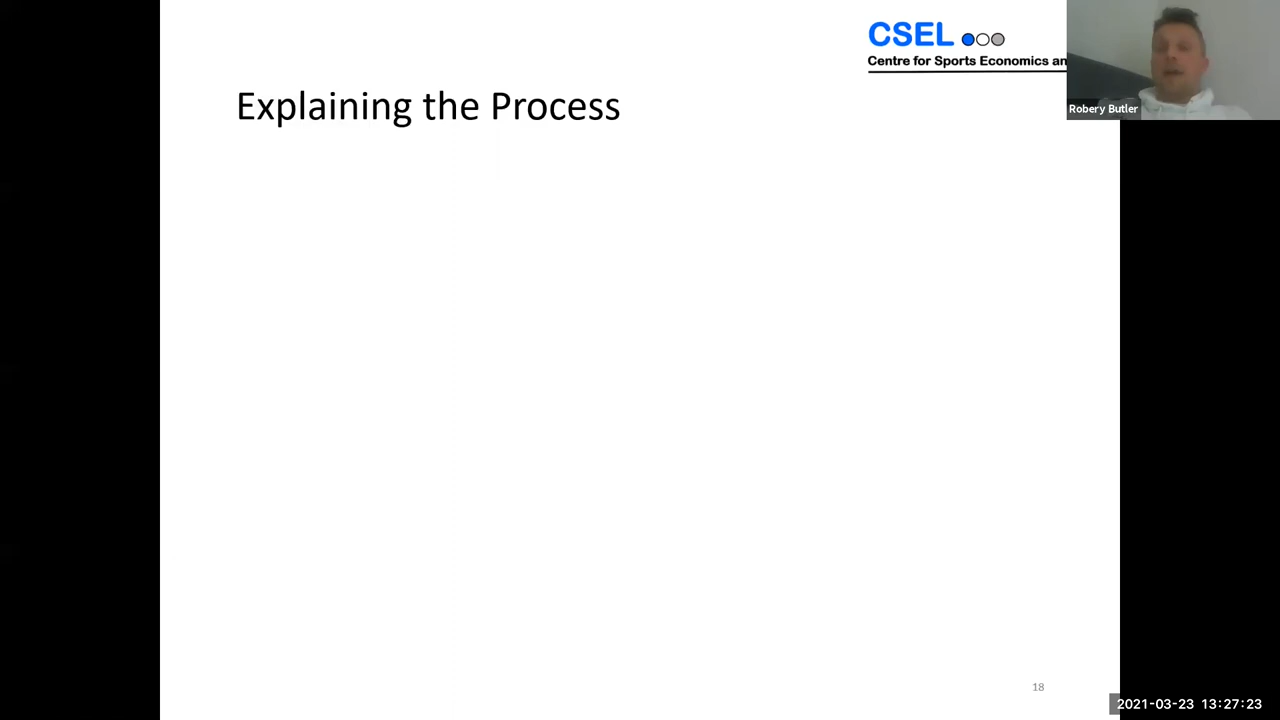 CSEL
Centre for Sports Economics an
Robery Butler
Explaining the Process
18
2021-03-23 13:27:23